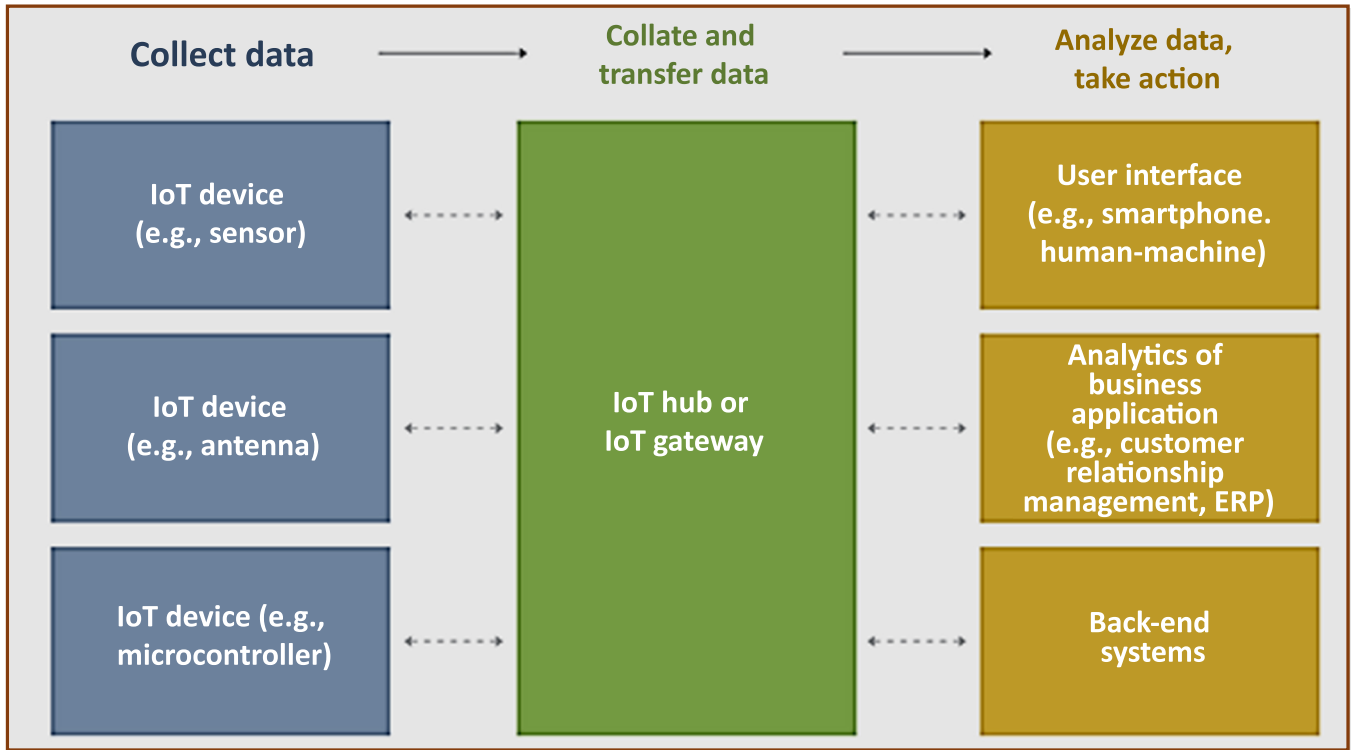 Collect data
Collate and
transfer data
Analyze data,
take action
IoT device
(e.g., sensor)
IoT device
(e.g., antenna)
IoT device (e.g.,
microcontroller)
IoT hub or
IoT gateway
User interface
(e.g., smartphone.
human-machine)
Analytics of
business
application
(e.g., customer
relationship
management, ERP)
Back-end
systems